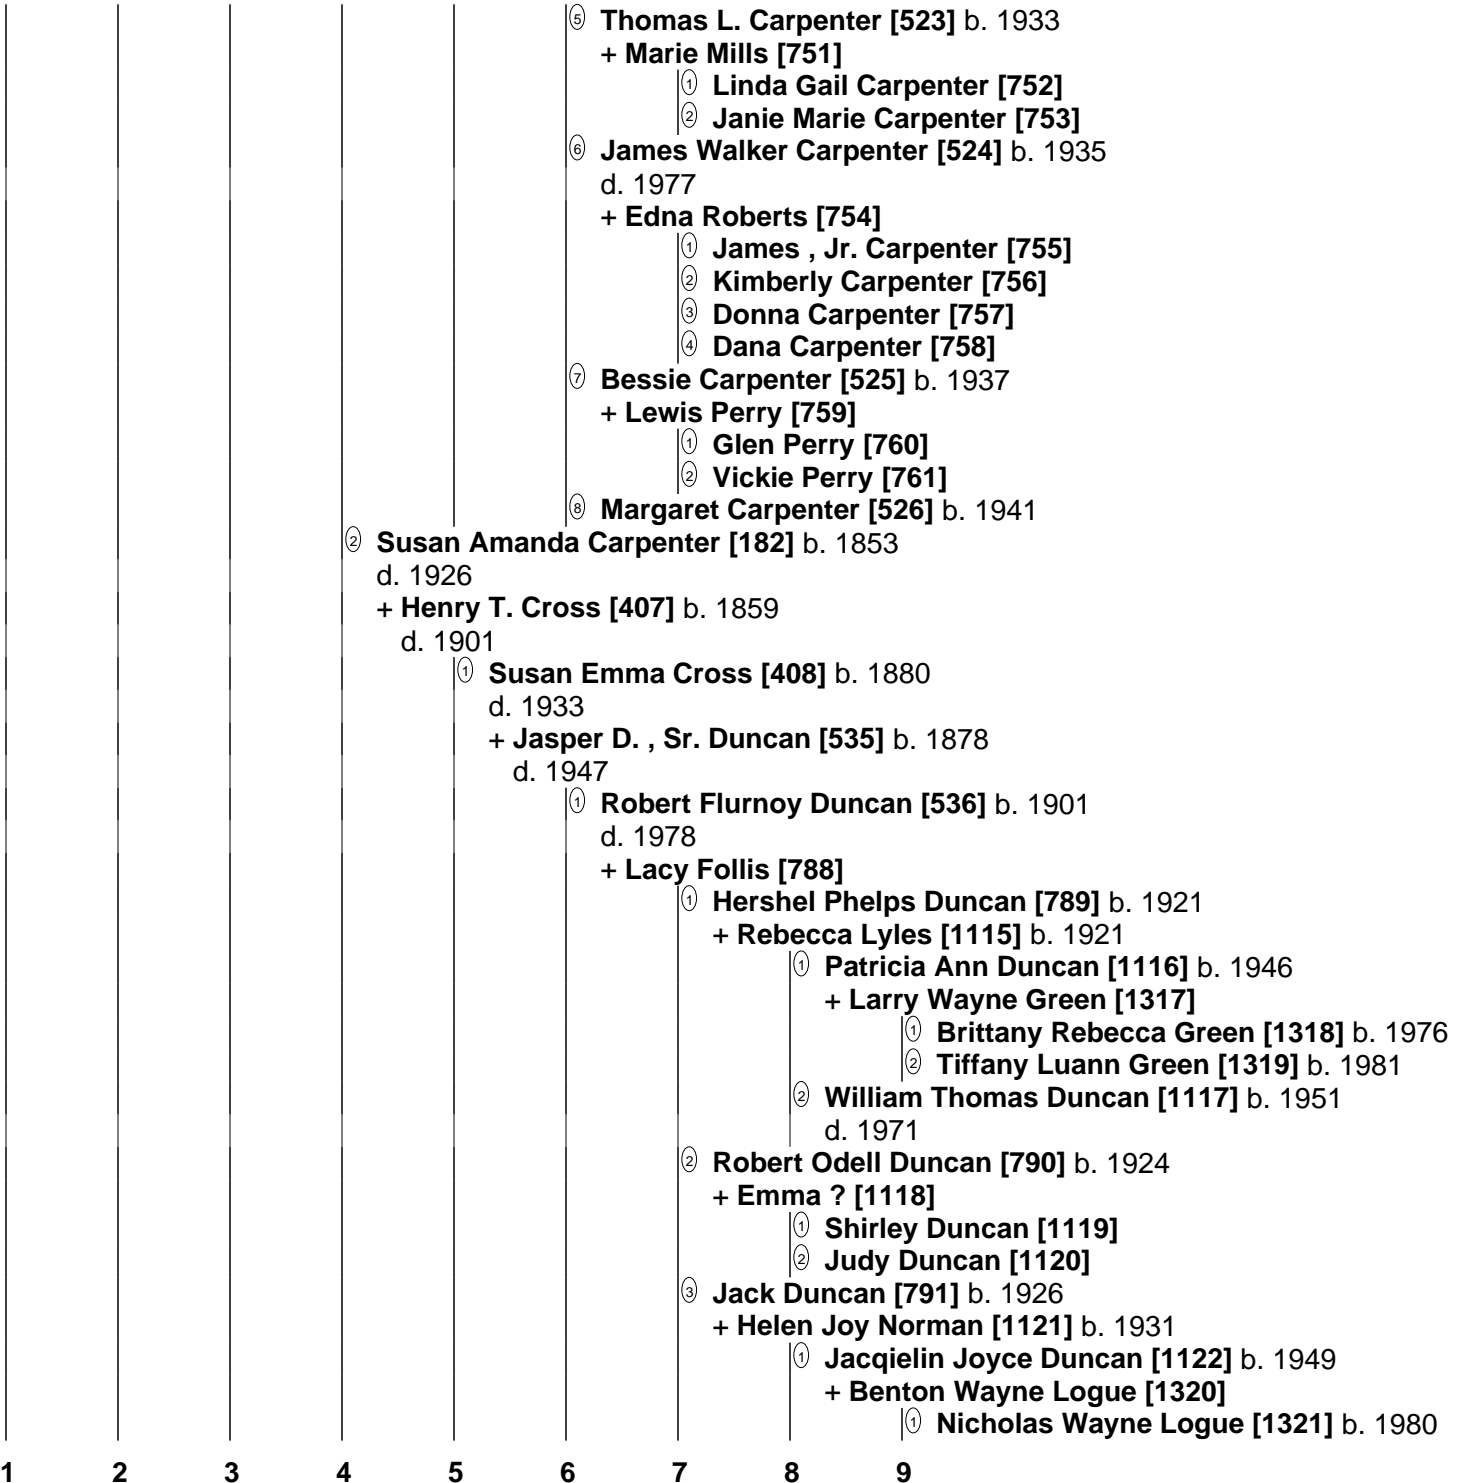 5 Thomas L. Carpenter [523] b. 1933
+ Marie Mills [751]
1 Linda Gail Carpenter [752]
2 Janie Marie Carpenter [753]
6 James Walker Carpenter [524] b. 1935
d. 1977
+ Edna Roberts [754]
1 James , Jr. Carpenter [755]
2 Kimberly Carpenter [756]
3 Donna Carpenter [757]
4 Dana Carpenter [758]
7 Bessie Carpenter [525] b. 1937
+ Lewis Perry [759]
1 Glen Perry [760]
2 Vickie Perry [761]
8 Margaret Carpenter [526] b. 1941
2 Susan Amanda Carpenter [182] b. 1853
d. 1926
+ Henry T. Cross [407] b. 1859
d. 1901
1 Susan Emma Cross [408] b. 1880
d. 1933
+ Jasper D. , Sr. Duncan [535] b. 1878
d. 1947
1 Robert Flurnoy Duncan [536] b. 1901
d. 1978
+ Lacy Follis [788]
1 Hershel Phelps Duncan [789] b. 1921
+ Rebecca Lyles [1115] b. 1921
1 Patricia Ann Duncan [1116] b. 1946
+ Larry Wayne Green [1317]
1 Brittany Rebecca Green [1318] b. 1976
2 Tiffany Luann Green [1319] b. 1981
2 William Thomas Duncan [1117] b. 1951
d. 1971
2 Robert Odell Duncan [790] b. 1924
+ Emma ? [1118]
1 Shirley Duncan [1119]
2 Judy Duncan [1120]
3 Jack Duncan [791] b. 1926
+ Helen Joy Norman [1121] b. 1931
1 Jacqielin Joyce Duncan [1122] b. 1949
+ Benton Wayne Logue [1320]
1 Nicholas Wayne Logue [1321] b. 1980
1 2 3 4 5 6 7 8 9